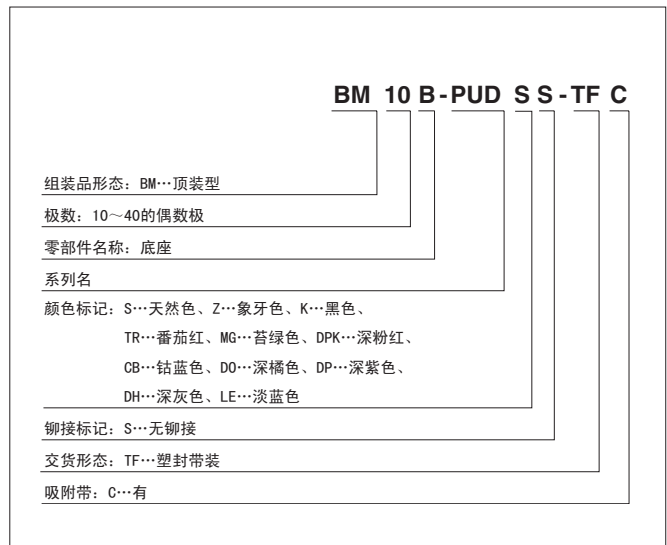 BM 10 B-PUD S S-TF C
组装品形态：BM…顶装型
极数：10～40的偶数极
零部件名称：底座
系列名
颜色标记：S…天然色、Z…象牙色、K…黑色、
TR…番茄红、MG…苔绿色、DPK…深粉红、
CB…钴蓝色、DO…深橘色、DP…深紫色、
DH…深灰色、LE…淡蓝色
铆接标记：S…无铆接
交货形态：TF…塑封带装
吸附带：C…有